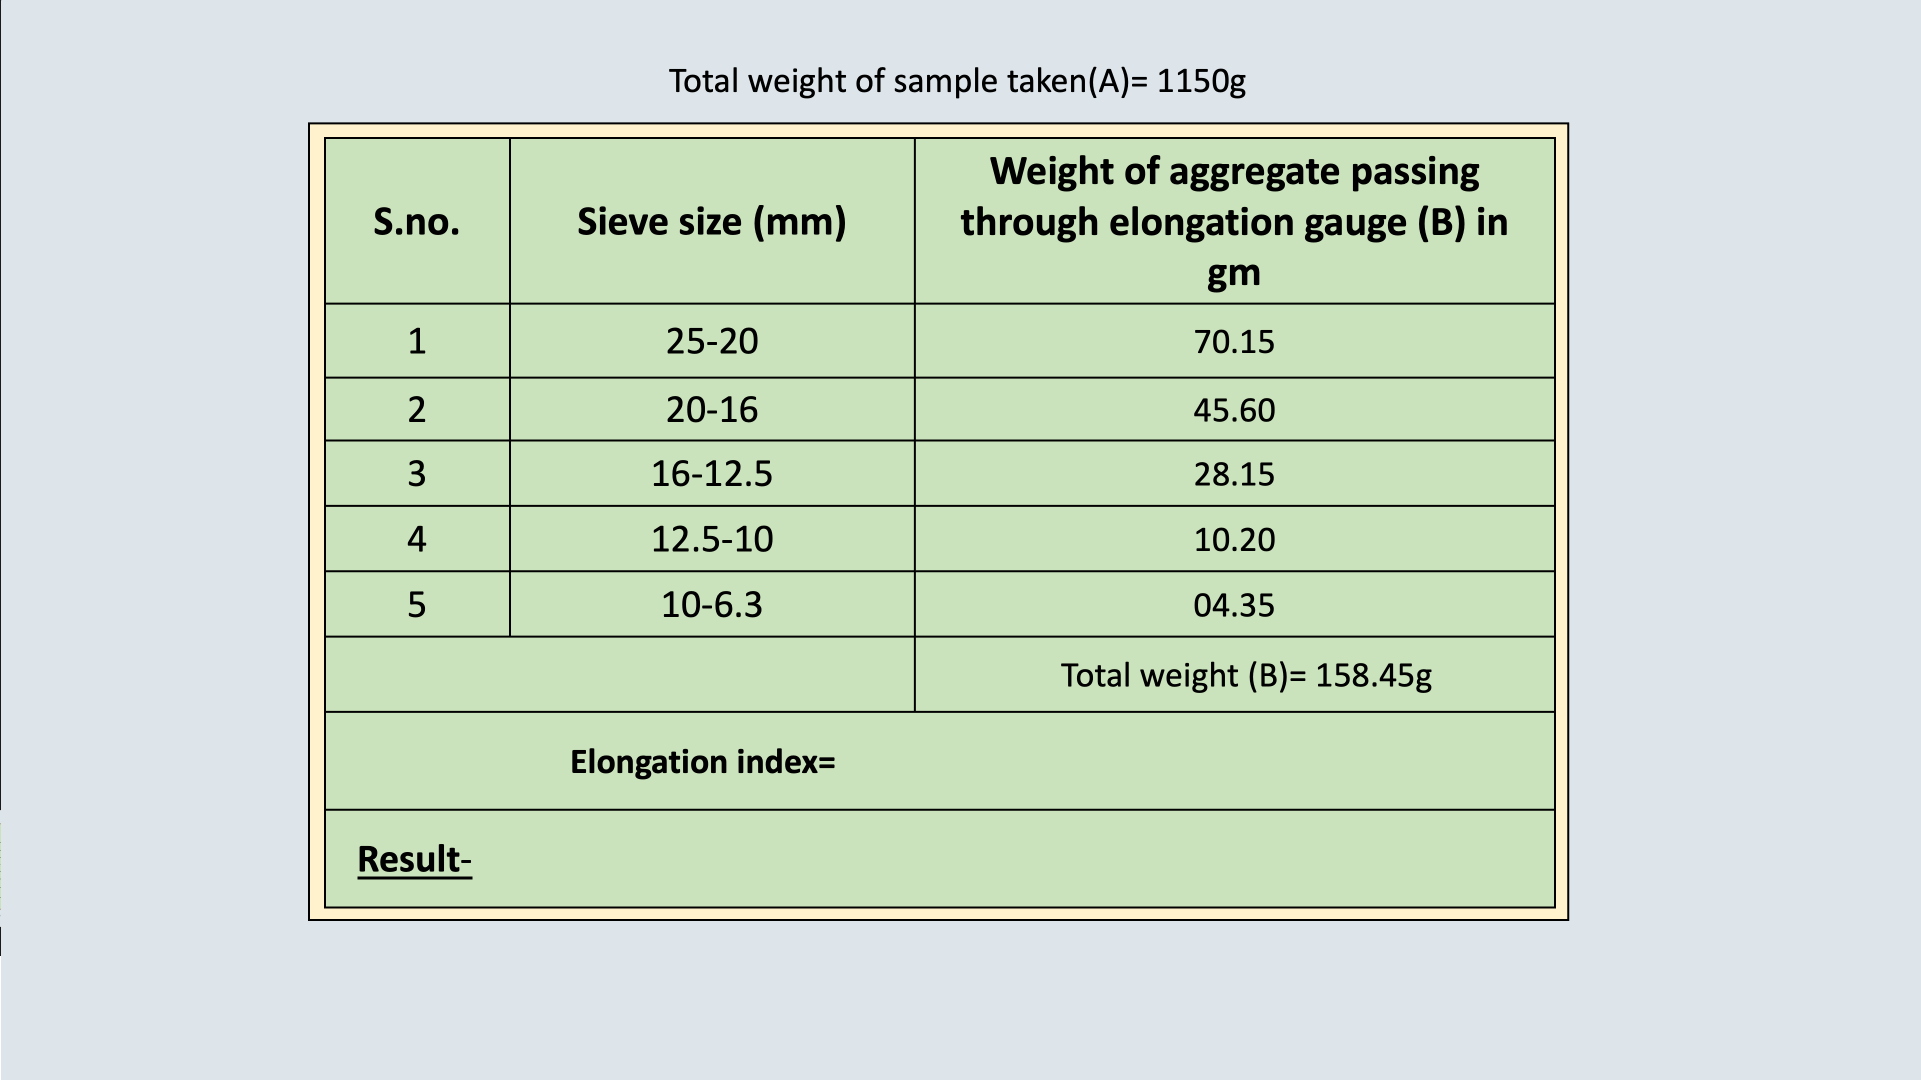 Total weight of sample taken(A)= 1150g
S.no.
Sieve size (mm)
Weight of aggregate passing
through elongation gauge (B) in
gm
1
25-20
70.15
2
20-16
45.60
3
16-12.5
28.15
4
12.5-10
10.20
5
10-6.3
04.35
Total weight (B)= 158.45g
Elongation index=
Result-